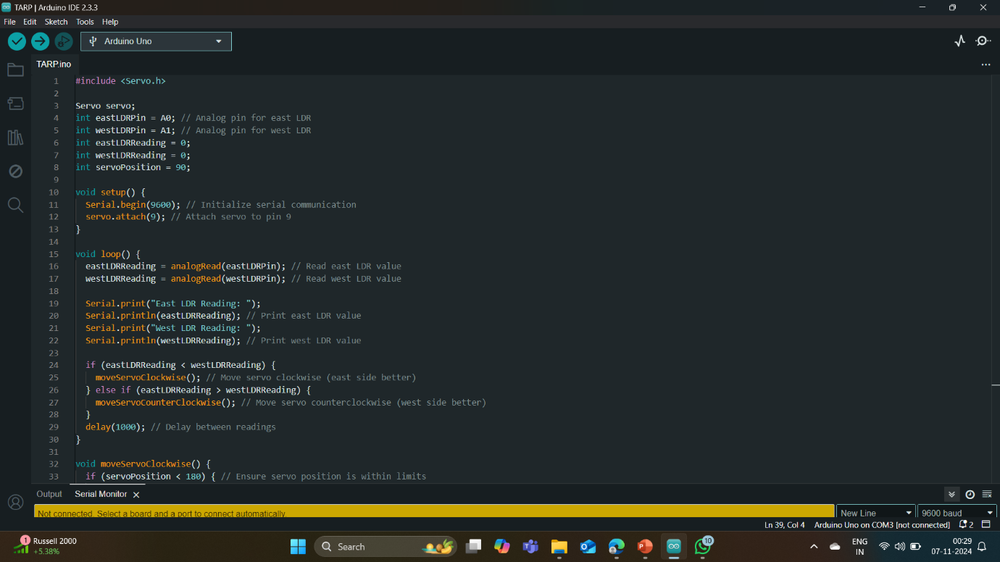 TARP | Arduino IDE 2.3.3
File Edit Sketch Tools Help
Arduino Uno
TARP.ino
1 #include <Servo.h>
2
3 Servo servo;
4 int eastLDRPin = A0; // Analog pin for east LDR
5 int westLDRPin = A1; // Analog pin for west LDR
6 int eastLDRReading = 0;
7 int westLDRReading = 0;
8 int servoPosition = 90;
9
10 void setup() {
11 Serial.begin(9600); // Initialize serial communication
12 servo.attach(9); // Attach servo to pin 9
13 }
14
15 void loop() {
16 eastLDRReading = analogRead(eastLDRPin); // Read east LDR value
17 westLDRReading = analogRead(westLDRPin); // Read west LDR value
18
19 Serial.print("East LDR Reading: ");
20 Serial.println(eastLDRReading); // Print east LDR value
21 Serial.print("West LDR Reading: ");
22 Serial.println(westLDRReading); // Print west LDR value
23
24 if (eastLDRReading < westLDRReading) {
25 moveServoClockwise(); // Move servo clockwise (east side better)
26 } else if (eastLDRReading > westLDRReading) {
27 moveServoCounterClockwise(); // Move servo counterclockwise (west side better)
28 }
29 delay(1000); // Delay between readings
30 }
31
32 void moveServoClockwise() {
33 if (servoPosition < 180) { // Ensure servo position is within limits
Output Serial Monitor
Not connected. Select a board and a port to connect automatically. New Line 9600 baud
Ln 39, Col 4 Arduino Uno on COM3 [not connected] 2
1 Russell 2000
+5.38%
Search
10
ENG
IN
00:29
07-11-2024